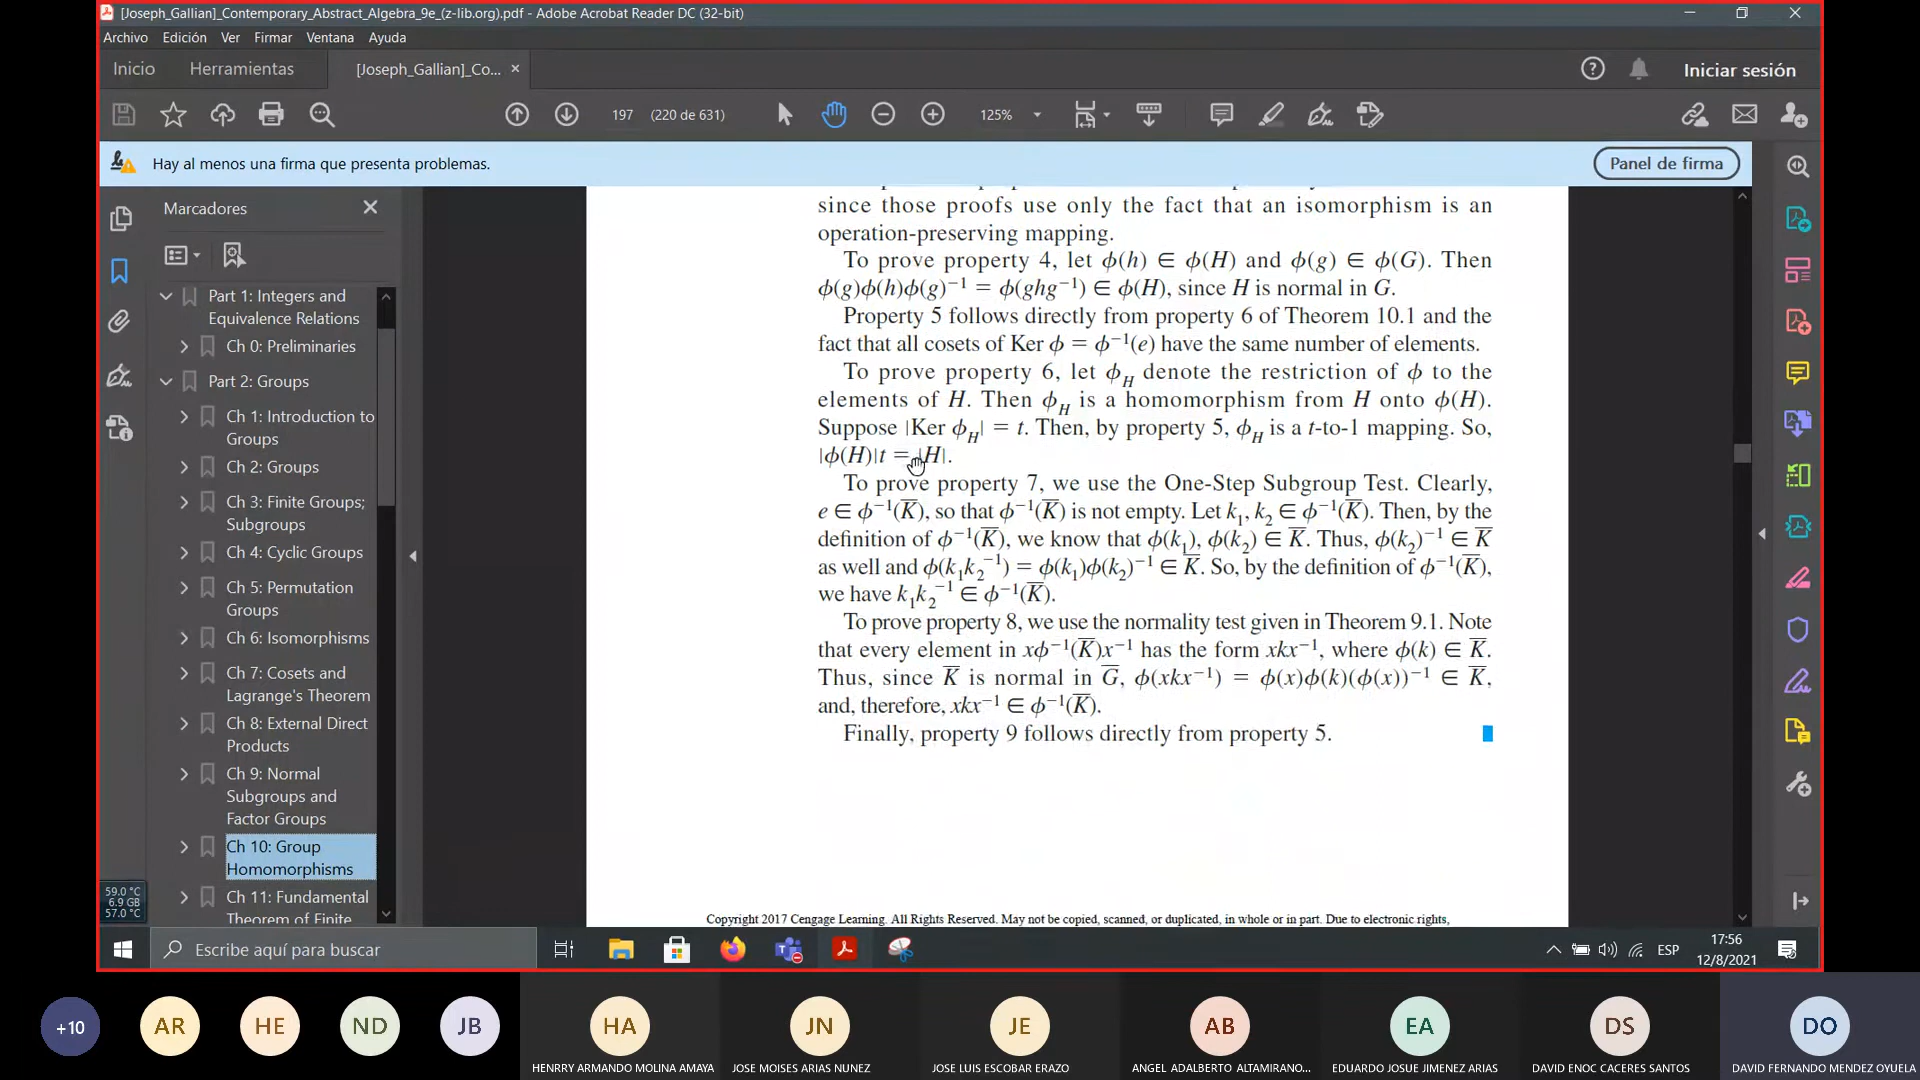 [Joseph_Gallian]_Contemporary_Abstract_Algebra_9e_(z-lib.org).pdf - Adobe Acrobat Reader DC (32-bit)
Archivo Edición Ver Firmar Ventana Ayuda
Inicio Herramientas [Joseph_Gallian]_Co... × Iniciar sesión
197 (220 de 631) 125%
Hay al menos una firma que presenta problemas. Panel de firma
Marcadores
Part 1: Integers and
Equivalence Relations
Ch 0: Preliminaries
Part 2: Groups
Ch 1: Introduction to
Groups
Ch 2: Groups
Ch 3: Finite Groups;
Subgroups
Ch 4: Cyclic Groups
Ch 5: Permutation
Groups
Ch 6: Isomorphisms
Ch 7: Cosets and
Lagrange's Theorem
Ch 8: External Direct
Products
Ch 9: Normal
Subgroups and
Factor Groups
Ch 10: Group
Homomorphisms
Ch 11: Fundamental
Theorem of Finite
since those proofs use only the fact that an isomorphism is an
operation-preserving mapping.
To prove property 4, let ϕ(h) ∈ ϕ(H) and ϕ(g) ∈ ϕ(G). Then
ϕ(g)ϕ(h)ϕ(g)⁻¹ = ϕ(ghg⁻¹) ∈ ϕ(H), since H is normal in G.
Property 5 follows directly from property 6 of Theorem 10.1 and the
fact that all cosets of Ker ϕ = ϕ⁻¹(e) have the same number of elements.
To prove property 6, let ϕ_H denote the restriction of ϕ to the
elements of H. Then ϕ_H is a homomorphism from H onto ϕ(H).
Suppose |Ker ϕ_H| = t. Then, by property 5, ϕ_H is a t-to-1 mapping. So,
|ϕ(H)|t = |H|.
To prove property 7, we use the One-Step Subgroup Test. Clearly,
e ∈ ϕ⁻¹(K̅), so that ϕ⁻¹(K̅) is not empty. Let k₁, k₂ ∈ ϕ⁻¹(K̅). Then, by the
definition of ϕ⁻¹(K̅), we know that ϕ(k₁), ϕ(k₂) ∈ K̅. Thus, ϕ(k₂)⁻¹ ∈ K̅
as well and ϕ(k₁k₂⁻¹) = ϕ(k₁)ϕ(k₂)⁻¹ ∈ K̅. So, by the definition of ϕ⁻¹(K̅),
we have k₁k₂⁻¹ ∈ ϕ⁻¹(K̅).
To prove property 8, we use the normality test given in Theorem 9.1. Note
that every element in xϕ⁻¹(K̅)x⁻¹ has the form xkx⁻¹, where ϕ(k) ∈ K̅.
Thus, since K̅ is normal in G̅, ϕ(xkx⁻¹) = ϕ(x)ϕ(k)(ϕ(x))⁻¹ ∈ K̅,
and, therefore, xkx⁻¹ ∈ ϕ⁻¹(K̅).
Finally, property 9 follows directly from property 5.
Copyright 2017 Cengage Learning. All Rights Reserved. May not be copied, scanned, or duplicated, in whole or in part. Due to electronic rights,
59.0 °C
6.9 GB
57.0 °C
Escribe aquí para buscar
ESP
17:56
12/8/2021
+10 AR HE ND JB HA JN JE AB EA DS DO
HENRRY ARMANDO MOLINA AMAYA JOSE MOISES ARIAS NUNEZ JOSE LUIS ESCOBAR ERAZO ANGEL ADALBERTO ALTAMIRANO... EDUARDO JOSUE JIMENEZ ARIAS DAVID ENOC CACERES SANTOS DAVID FERNANDO MENDEZ OYUELA